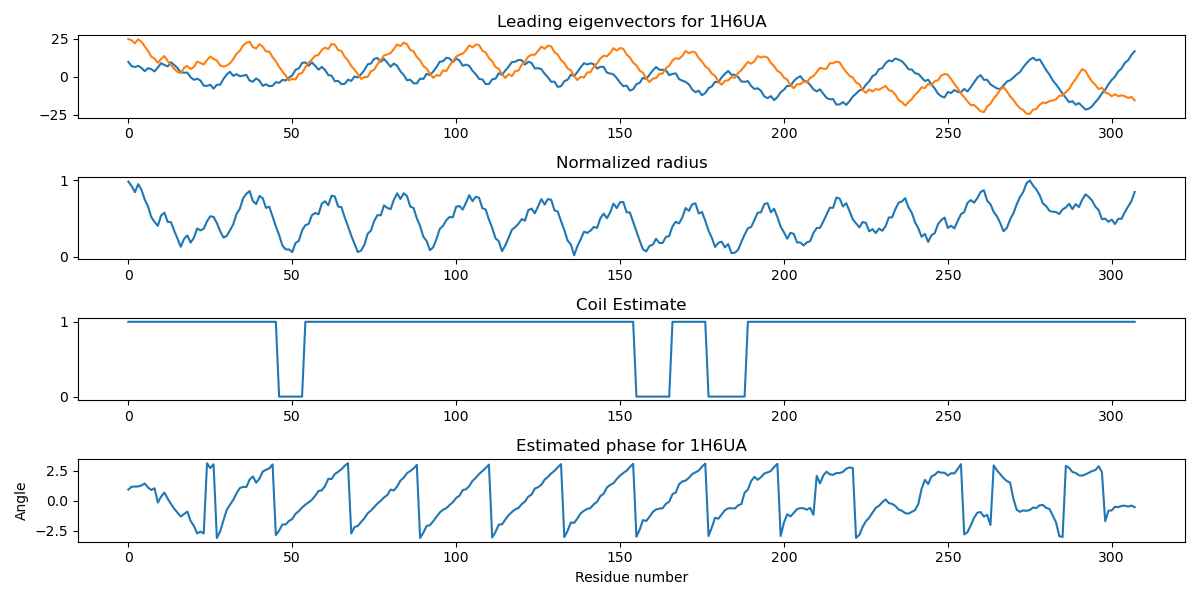 Leading eigenvectors for 1H6UA
25
0
−25
0 50 100 150 200 250 300
Normalized radius
1
0
0 50 100 150 200 250 300
Coil Estimate
1
0
0 50 100 150 200 250 300
Estimated phase for 1H6UA
2.5
0.0
−2.5
Angle
0 50 100 150 200 250 300
Residue number